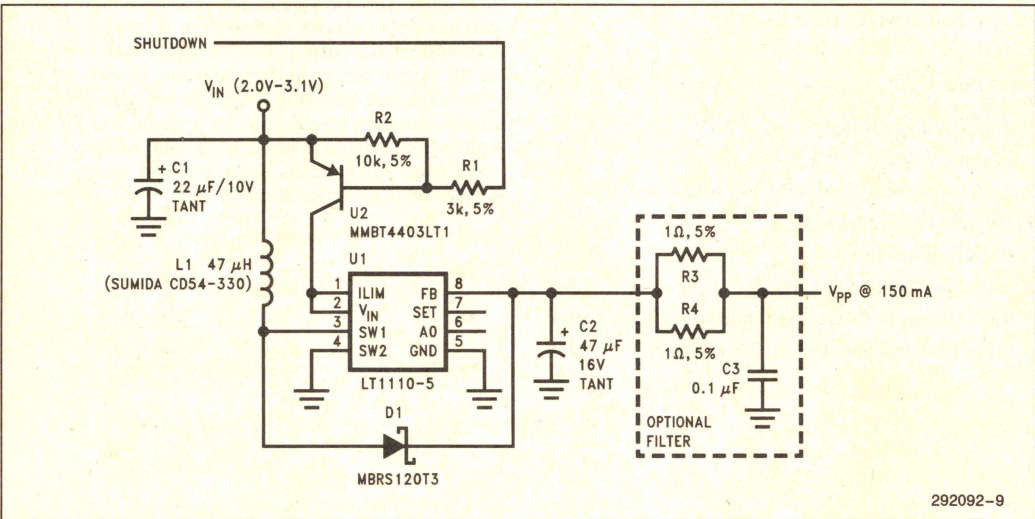 SHUTDOWN
V_IN (2.0V-3.1V)
R2
10k, 5%
R1
3k, 5%
+ C1
22 μF/10V
TANT
U2
MMBT4403LT1
L1 47 μH
(SUMIDA CD54-330)
U1
1 ILIM FB 8
2 V_IN SET 7
3 SW1 AO 6
4 SW2 GND 5
LT1110-5
+ C2
47 μF
16V
TANT
D1
MBRS120T3
1Ω, 5%
R3
R4
1Ω, 5%
C3
0.1 μF
OPTIONAL
FILTER
V_PP @ 150 mA
292092-9